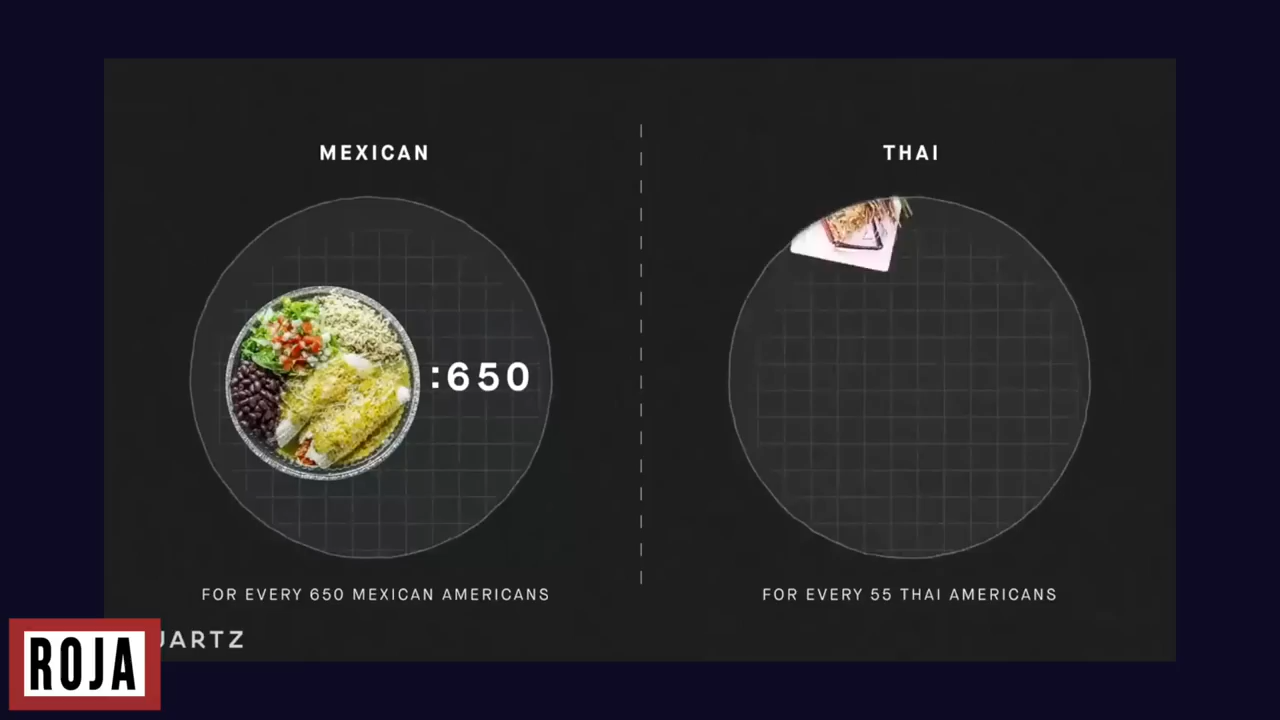 MEXICAN
THAI
:650
FOR EVERY 650 MEXICAN AMERICANS
FOR EVERY 55 THAI AMERICANS
UARTZ
ROJA